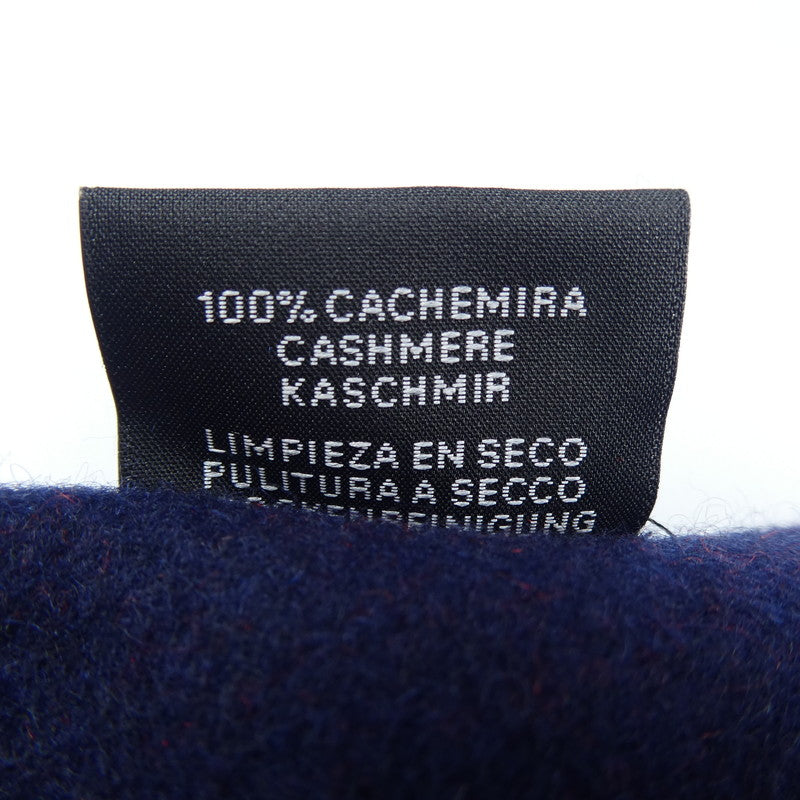 100% CACHEMIRA
CASHMERE
KASCHMIR
LIMPIEZA EN SECO
PULITURA A SECCO